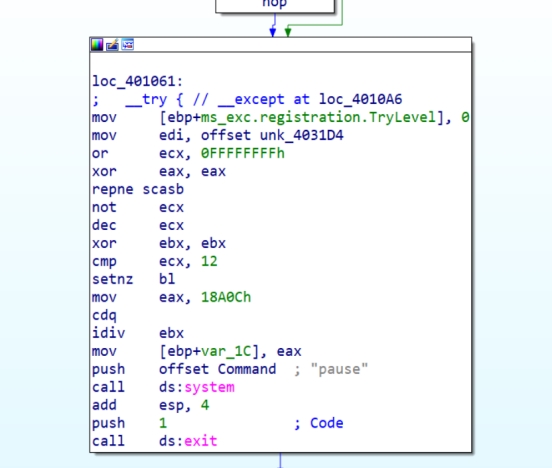 nop
loc_401061:
;   __try { // __except at loc_4010A6
mov     [ebp+ms_exc.registration.TryLevel], 0
mov     edi, offset unk_4031D4
or      ecx, 0FFFFFFFFh
xor     eax, eax
repne scasb
not     ecx
dec     ecx
xor     ebx, ebx
cmp     ecx, 12
setnz   bl
mov     eax, 18A0Ch
cdq
idiv    ebx
mov     [ebp+var_1C], eax
push    offset Command  ; "pause"
call    ds:system
add     esp, 4
push    1               ; Code
call    ds:exit